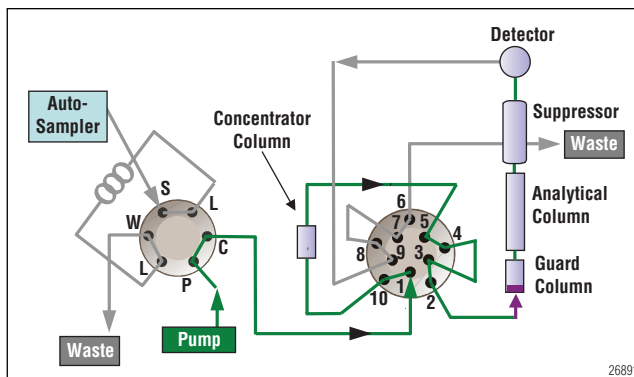 Detector
Auto-
Sampler
Concentrator
Column
Suppressor
Waste
S
L
W
C
L
P
6
7
5
4
8
9
3
10
1
2
Analytical
Column
Guard
Column
Waste
Pump